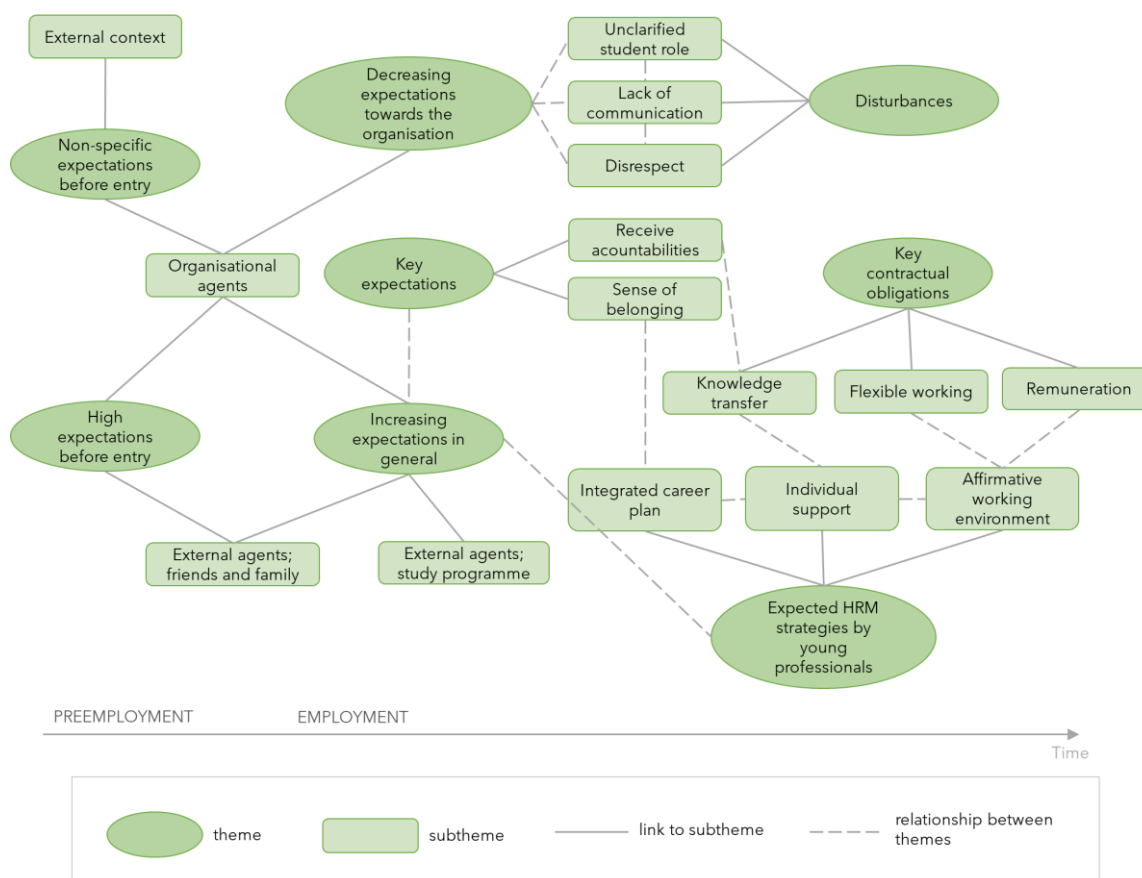 External context
Unclarified
student role
Decreasing
expectations
towards the
organisation
Lack of
communication
Disturbances
Non-specific
expectations
before entry
Disrespect
Organisational
agents
Key
expectations
Receive
acountabilities
Sense of
belonging
Key
contractual
obligations
Knowledge
transfer
Flexible working
Remuneration
High
expectations
before entry
Increasing
expectations in
general
Integrated career
plan
Individual
support
Affirmative
working
environment
External agents;
friends and family
External agents;
study programme
Expected HRM
strategies by
young
professionals
PREEMPLOYMENT
EMPLOYMENT
Time
theme
subtheme
link to subtheme
relationship between
themes